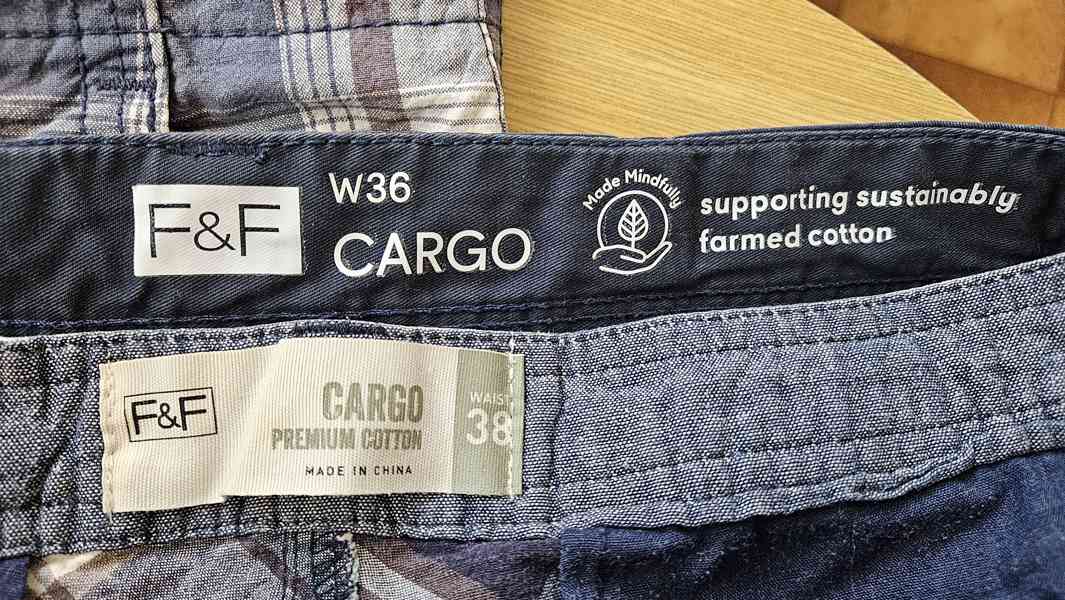 F&F
W36
CARGO
Made Mindfully
supporting sustainably
farmed cotton
F&F
CARGO
PREMIUM COTTON
MADE IN CHINA
WAIST
38